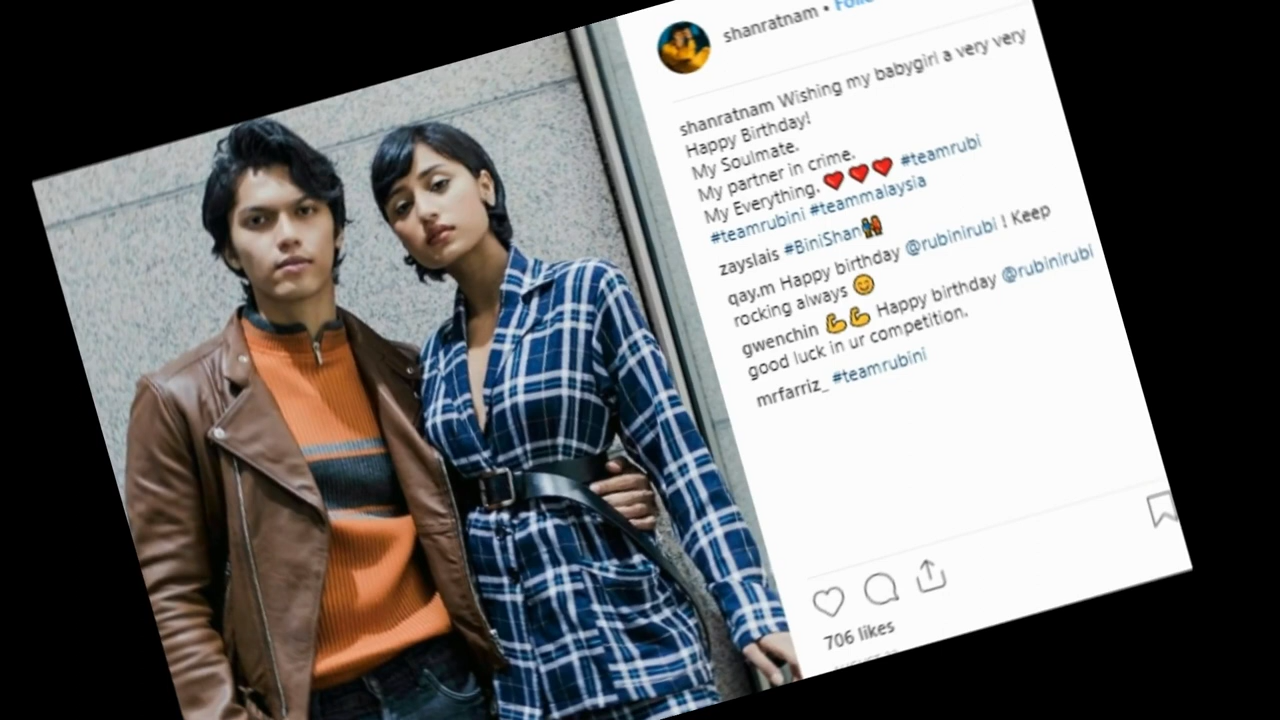 shanratnam •
shanratnam Wishing my babygirl a very very
Happy Birthday!
My Soulmate.
My partner in crime.
My Everything. ❤️❤️❤️ #teamrubi
#teamrubini #teammalaysia
zayslais #BiniShan👫
qay.m Happy birthday @rubinirubi ! Keep
rocking always 😊
gwenchin 💪💪 Happy birthday @rubinirubi
good luck in ur competition.
mrfarriz_ #teamrubini
706 likes